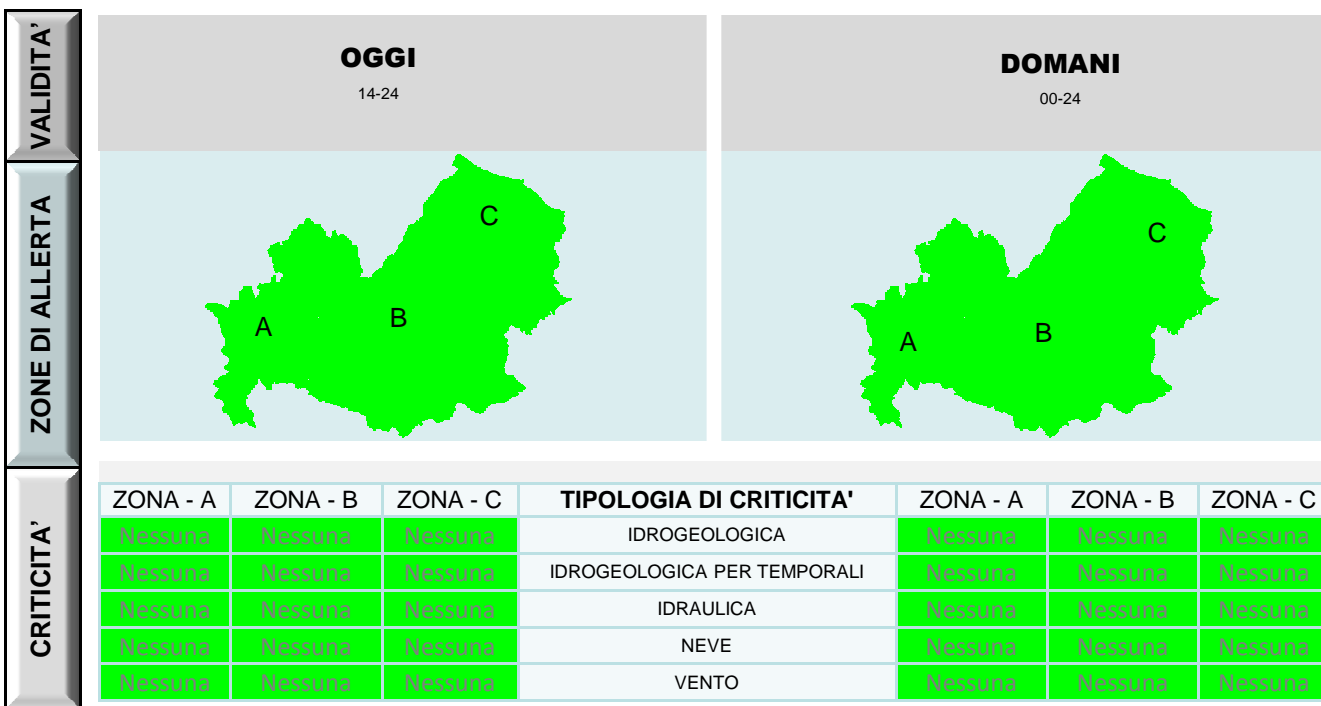 VALIDITA’
OGGI
14-24
DOMANI
00-24
ZONE DI ALLERTA
C
B
A
C
B
A
CRITICITA’
ZONA - A ZONA - B ZONA - C TIPOLOGIA DI CRITICITA' ZONA - A ZONA - B ZONA - C
Nessuna Nessuna Nessuna IDROGEOLOGICA Nessuna Nessuna Nessuna
Nessuna Nessuna Nessuna IDROGEOLOGICA PER TEMPORALI Nessuna Nessuna Nessuna
Nessuna Nessuna Nessuna IDRAULICA Nessuna Nessuna Nessuna
Nessuna Nessuna Nessuna NEVE Nessuna Nessuna Nessuna
Nessuna Nessuna Nessuna VENTO Nessuna Nessuna Nessuna